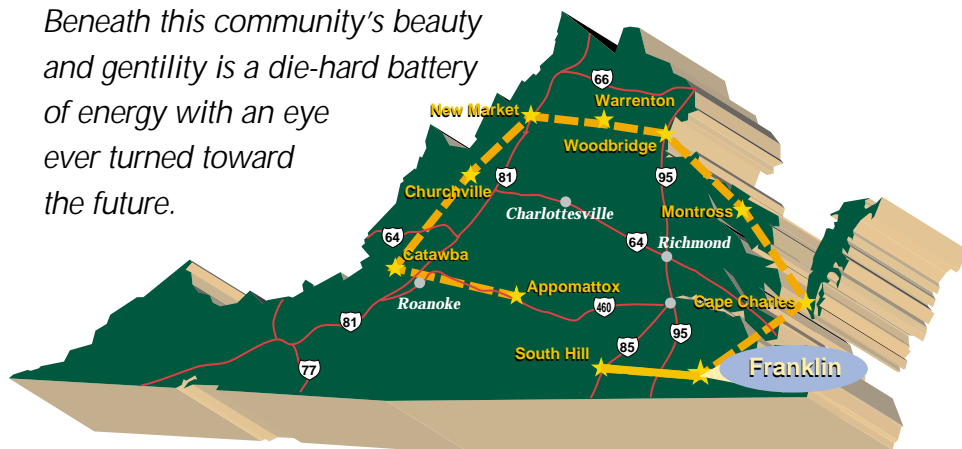 Beneath this community's beauty
and gentility is a die-hard battery
of energy with an eye
ever turned toward
the future.
66
Warrenton
New Market
Woodbridge
81
95
Churchville
Charlottesville
Montross
64
64
Richmond
Catawba
Roanoke
Appomattox
460
Cape Charles
81
95
85
South Hill
77
Franklin